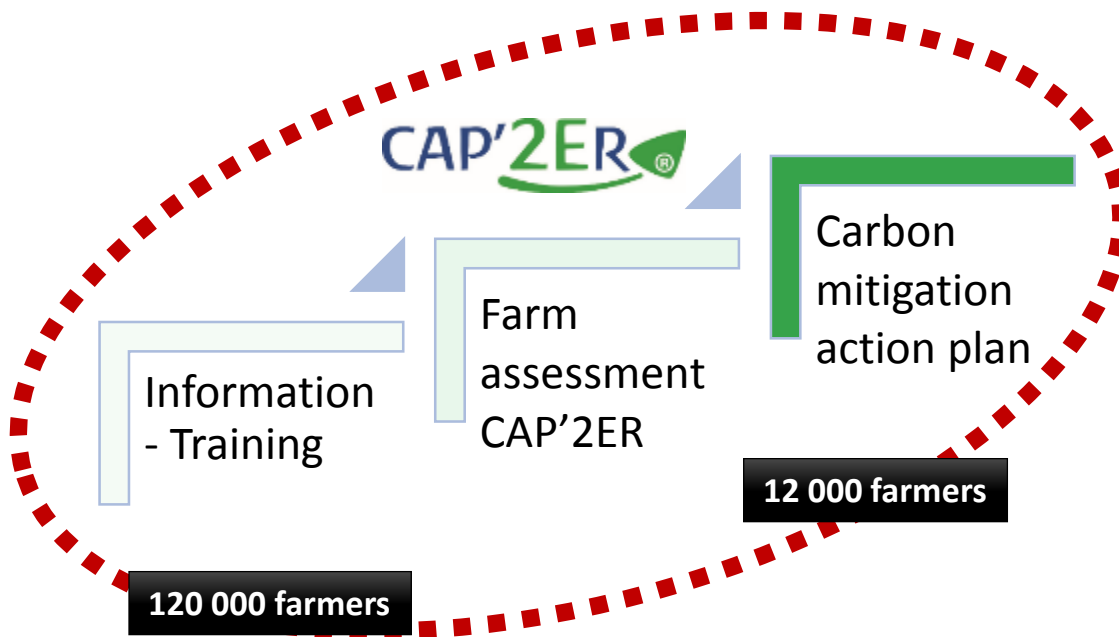 CAP'2ER®
Carbon
mitigation
action plan
Farm
assessment
CAP’2ER
Information
- Training
12 000 farmers
120 000 farmers